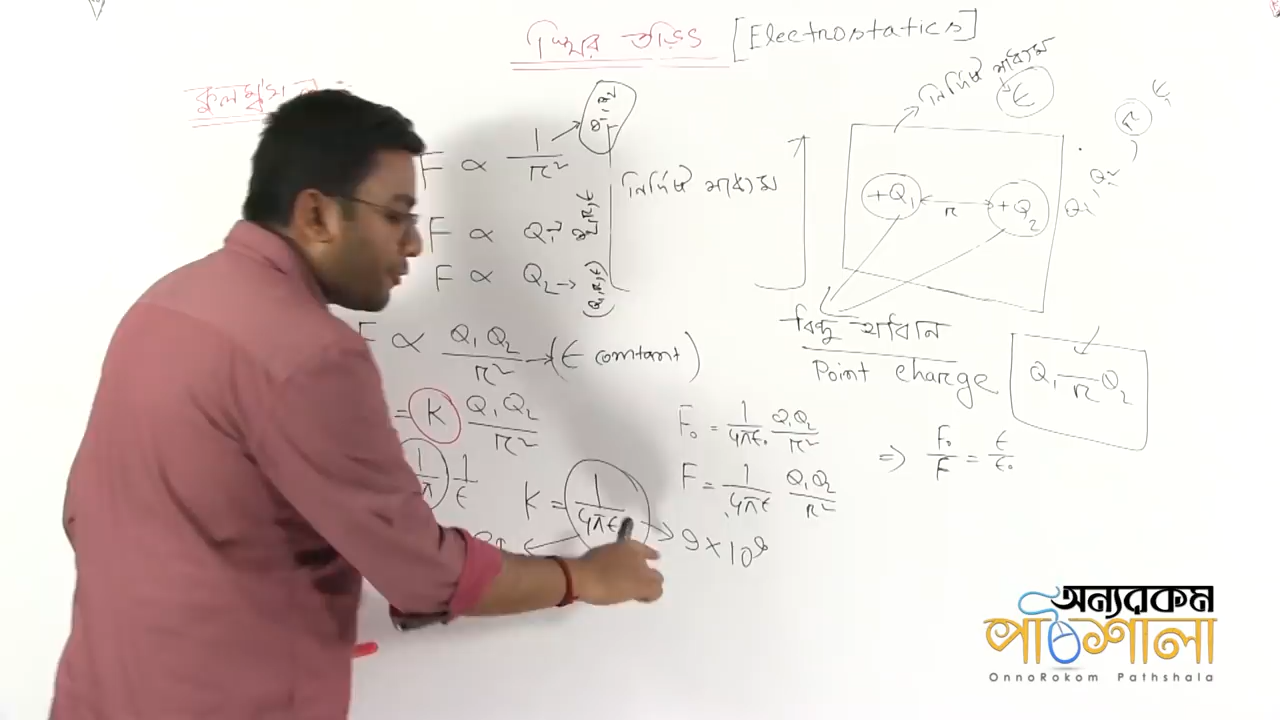 স্থির তড়িৎ [Electrostatics]
F ∝ 1/r²
F ∝ Q₁
F ∝ Q₂
নির্দিষ্ট মাধ্যম
নির্দিষ্ট মাধ্যম
ϵ
+Q₁
r
+Q₂
বিন্দু আধান
Point charge
F ∝ Q₁Q₂/r² → (ϵ constant)
= K Q₁Q₂/r²
K = 1/4πϵ
9 × 10⁹
F₀ = 1/4πϵ₀ Q₁Q₂/r²
F = 1/4πϵ Q₁Q₂/r²
⇒ F₀/F = ϵ/ϵ₀
Q₁ r Q₂
অন্যরকম
পাঠশালা
OnnoRokom Pathshala